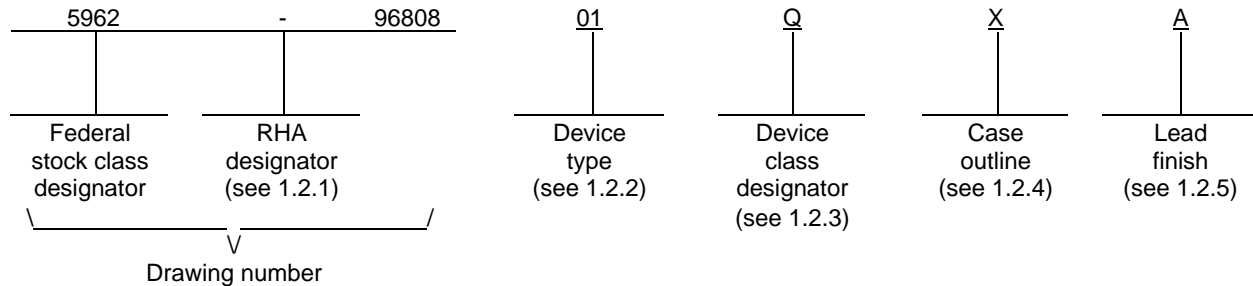 5962 - 96808 01 Q X A
Federal stock class designator
RHA designator (see 1.2.1)
Device type (see 1.2.2)
Device class designator (see 1.2.3)
Case outline (see 1.2.4)
Lead finish (see 1.2.5)
Drawing number